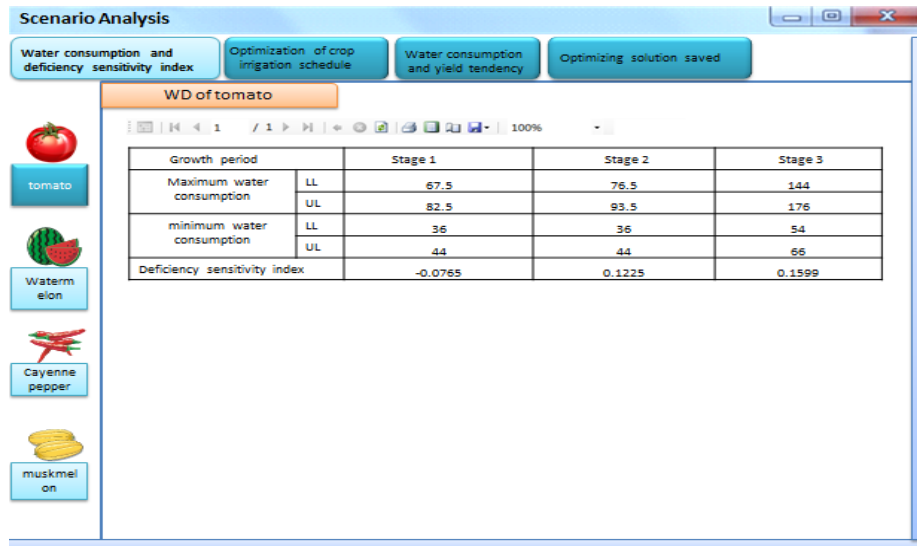 Scenario Analysis
Water consumption and
deficiency sensitivity index
Optimization of crop
irrigation schedule
Water consumption
and yield tendency
Optimizing solution saved
WD of tomato
1 / 1 100%
tomato
Waterm
elon
Cayenne
pepper
muskmel
on
Growth period Stage 1 Stage 2 Stage 3
Maximum water
consumption
LL 67.5 76.5 144
UL 82.5 93.5 176
minimum water
consumption
LL 36 36 54
UL 44 44 66
Deficiency sensitivity index -0.0765 0.1225 0.1599